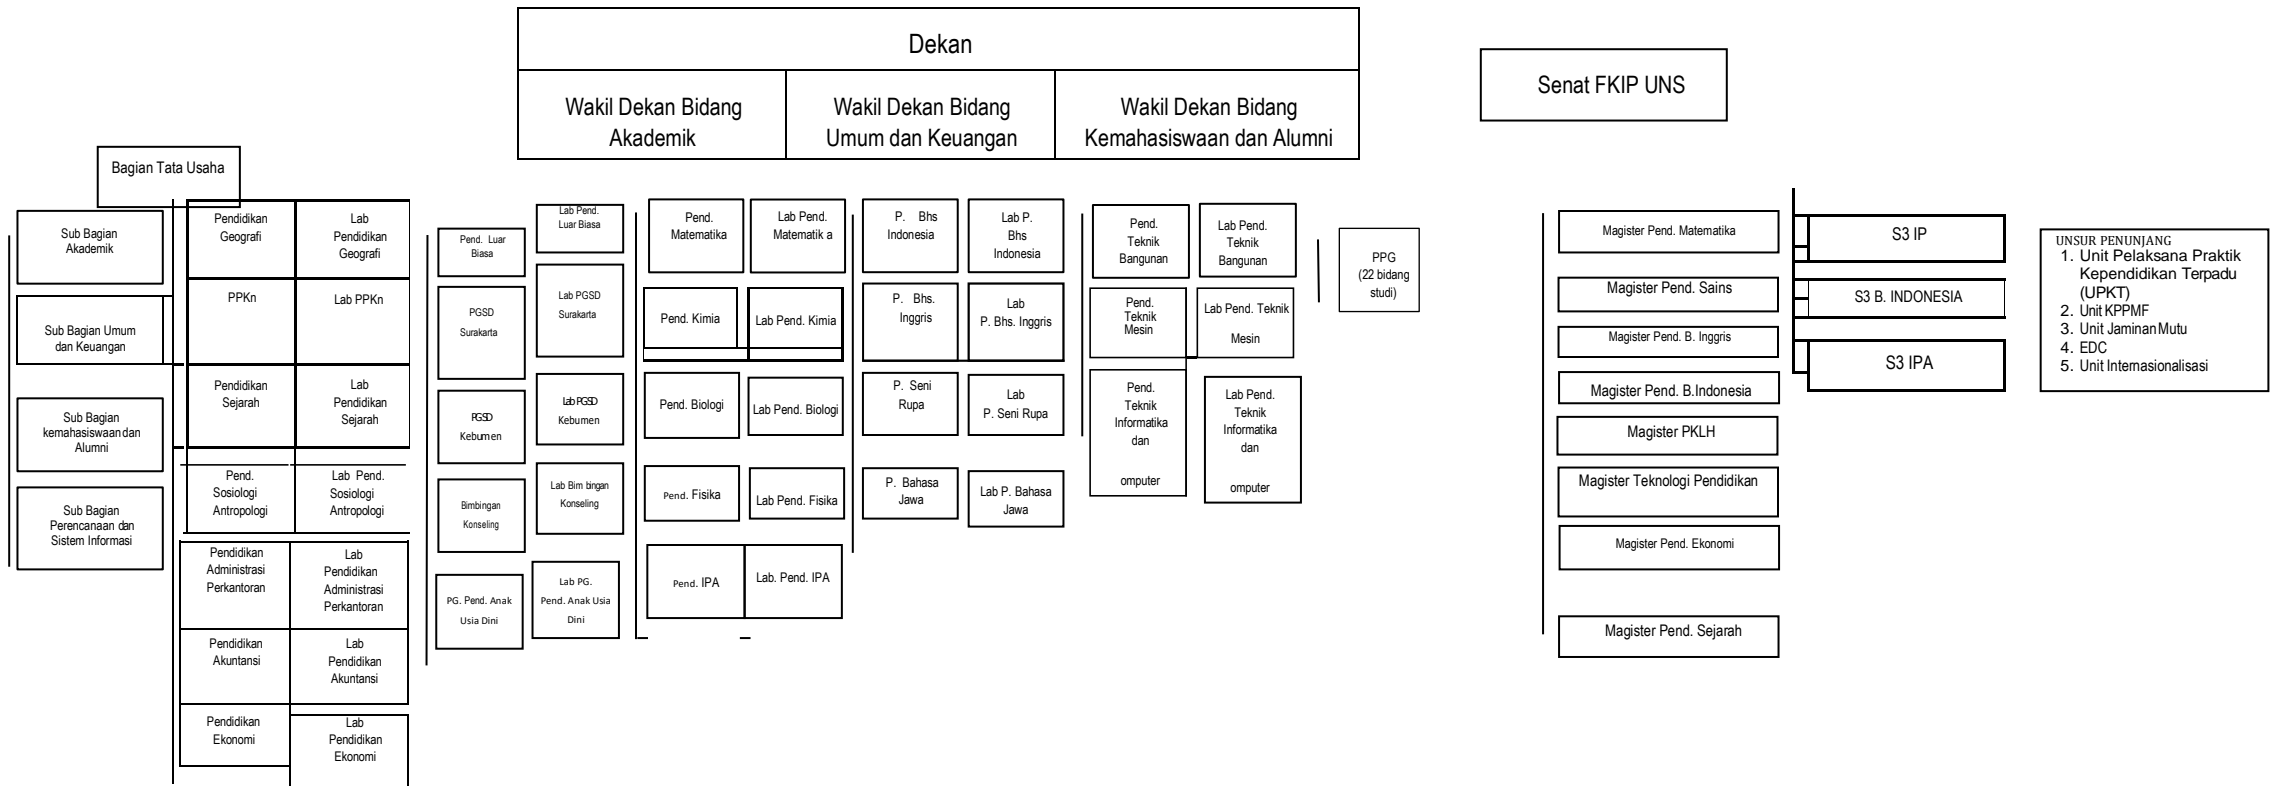 Dekan
Wakil Dekan Bidang
Akademik
Wakil Dekan Bidang
Umum dan Keuangan
Wakil Dekan Bidang
Kemahasiswaan dan Alumni
Senat FKIP UNS
Bagian Tata Usaha
Sub Bagian
Akademik
Sub Bagian Umum
dan Keuangan
Sub Bagian
kemahasiswaan dan
Alumni
Sub Bagian
Perencanaan dan
Sistem Informasi
Pendidikan
Geografi
Lab
Pendidikan
Geografi
PPKn
Lab PPKn
Pendidikan
Sejarah
Lab
Pendidikan
Sejarah
Pend.
Sosiologi
Antropologi
Lab Pend.
Sosiologi
Antropologi
Pendidikan
Administrasi
Perkantoran
Lab
Pendidikan
Administrasi
Perkantoran
Pendidikan
Akuntansi
Lab
Pendidikan
Akuntansi
Pendidikan
Ekonomi
Lab
Pendidikan
Ekonomi
Pend. Luar
Biasa
Lab Pend.
Luar Biasa
PGSD
Surakarta
Lab PGSD
Surakarta
PGSD
Kebumen
Lab PGSD
Kebumen
Bimbingan
Konseling
Lab Bim bingan
Konseling
PG. Pend. Anak
Usia Dini
Lab PG.
Pend. Anak Usia
Dini
Pend.
Matematika
Lab Pend.
Matematik a
Pend. Kimia
Lab Pend. Kimia
Pend. Biologi
Lab Pend. Biologi
Pend. Fisika
Lab Pend. Fisika
Pend. IPA
Lab. Pend. IPA
P. Bhs
Indonesia
Lab P.
Bhs
Indonesia
P. Bhs.
Inggris
Lab
P. Bhs. Inggris
P. Seni
Rupa
Lab
P. Seni Rupa
P. Bahasa
Jawa
Lab P. Bahasa
Jawa
Pend.
Teknik
Bangunan
Lab Pend.
Teknik
Bangunan
Pend.
Teknik
Mesin
Lab Pend. Teknik
Mesin
Pend.
Teknik
Informatika
dan
omputer
Lab Pend.
Teknik
Informatika
dan
omputer
PPG
(22 bidang
studi)
Magister Pend. Matematika
Magister Pend. Sains
Magister Pend. B. Inggris
Magister Pend. B.Indonesia
Magister PKLH
Magister Teknologi Pendidikan
Magister Pend. Ekonomi
Magister Pend. Sejarah
S3 IP
S3 B. INDONESIA
S3 IPA
UNSUR PENUNJANG
1. Unit Pelaksana Praktik
Kependidikan Terpadu
(UPKT)
2. Unit KPPMF
3. Unit Jaminan Mutu
4. EDC
5. Unit Internasionalisasi